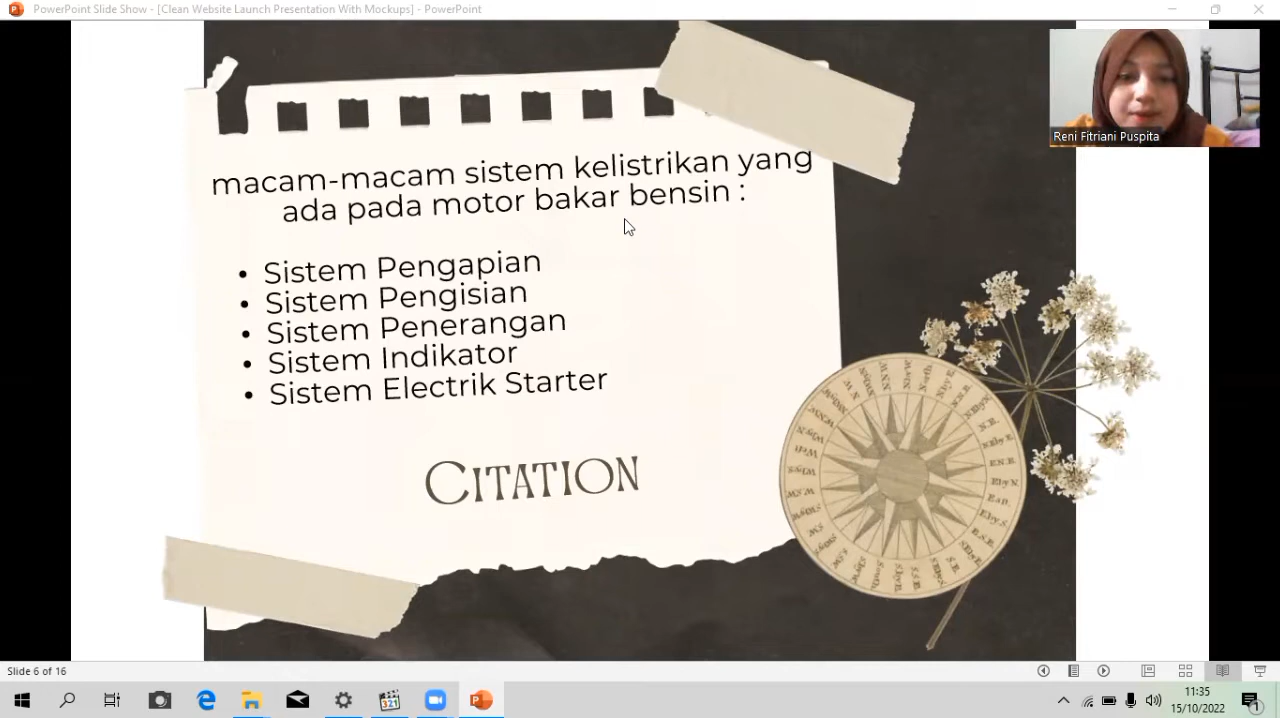 PowerPoint Slide Show - [Clean Website Launch Presentation With Mockups] - PowerPoint
Reni Fitriani Puspita
macam-macam sistem kelistrikan yang
ada pada motor bakar bensin :
• Sistem Pengapian
• Sistem Pengisian
• Sistem Penerangan
• Sistem Indikator
• Sistem Electrik Starter
CITATION
Slide 6 of 16
11:35
15/10/2022